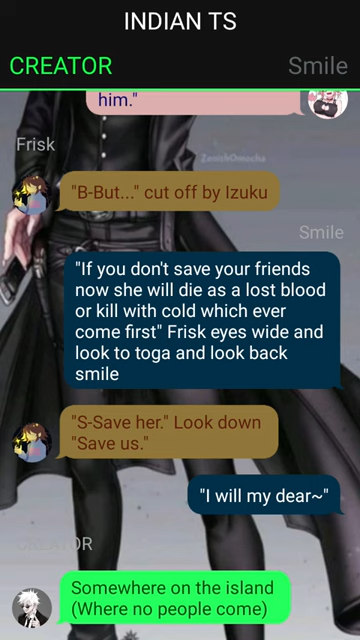 INDIAN TS
CREATOR
Smile
him."
Frisk
ZenithOmocha
"B-But..." cut off by Izuku
Smile
"If you don't save your friends
now she will die as a lost blood
or kill with cold which ever
come first" Frisk eyes wide and
look to toga and look back
smile
"S-Save her." Look down
"Save us."
"I will my dear~"
CREATOR
Somewhere on the island
(Where no people come)